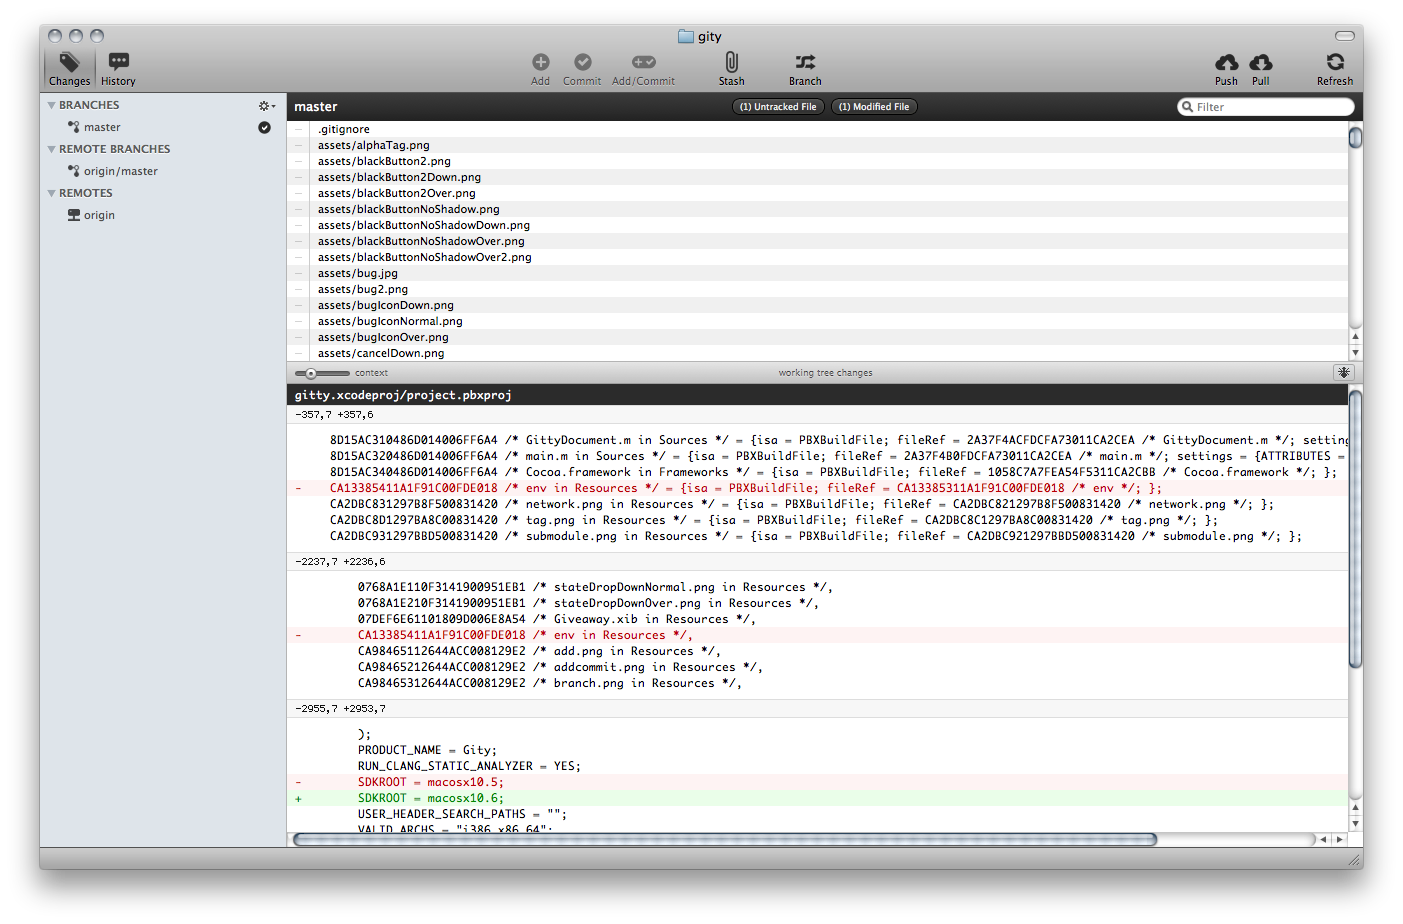 gity
Changes
History
Add
Commit
Add/Commit
Stash
Branch
Push
Pull
Refresh
BRANCHES
master
REMOTE BRANCHES
origin/master
REMOTES
origin
master
(1) Untracked File
(1) Modified File
Filter
.gitignore
assets/alphaTag.png
assets/blackButton2.png
assets/blackButton2Down.png
assets/blackButton2Over.png
assets/blackButtonNoShadow.png
assets/blackButtonNoShadowDown.png
assets/blackButtonNoShadowOver.png
assets/blackButtonNoShadowOver2.png
assets/bug.jpg
assets/bug2.png
assets/bugIconDown.png
assets/bugIconNormal.png
assets/bugIconOver.png
assets/cancelDown.png
context
working tree changes
gitty.xcodeproj/project.pbxproj
-357,7 +357,6
8D15AC310486D014006FF6A4 /* GittyDocument.m in Sources */ = {isa = PBXBuildFile; fileRef = 2A37F4ACFDCFA73011CA2CEA /* GittyDocument.m */; setting
8D15AC320486D014006FF6A4 /* main.m in Sources */ = {isa = PBXBuildFile; fileRef = 2A37F4B0FDCFA73011CA2CEA /* main.m */; settings = {ATTRIBUTES =
8D15AC340486D014006FF6A4 /* Cocoa.framework in Frameworks */ = {isa = PBXBuildFile; fileRef = 1058C7A7FEA54F5311CA2CBB /* Cocoa.framework */; };
- CA13385411A1F91C00FDE018 /* env in Resources */ = {isa = PBXBuildFile; fileRef = CA13385311A1F91C00FDE018 /* env */; };
CA2DBC831297B8F500831420 /* network.png in Resources */ = {isa = PBXBuildFile; fileRef = CA2DBC821297B8F500831420 /* network.png */; };
CA2DBC8D1297BA8C00831420 /* tag.png in Resources */ = {isa = PBXBuildFile; fileRef = CA2DBC8C1297BA8C00831420 /* tag.png */; };
CA2DBC931297BBD500831420 /* submodule.png in Resources */ = {isa = PBXBuildFile; fileRef = CA2DBC921297BBD500831420 /* submodule.png */; };
-2237,7 +2236,6
0768A1E110F3141900951EB1 /* stateDropDownNormal.png in Resources */,
0768A1E210F3141900951EB1 /* stateDropDownOver.png in Resources */,
07DEF6E61101809D006E8A54 /* Giveaway.xib in Resources */,
- CA13385411A1F91C00FDE018 /* env in Resources */,
CA98465112644ACC008129E2 /* add.png in Resources */,
CA98465212644ACC008129E2 /* addcommit.png in Resources */,
CA98465312644ACC008129E2 /* branch.png in Resources */,
-2955,7 +2953,7
);
PRODUCT_NAME = Gity;
RUN_CLANG_STATIC_ANALYZER = YES;
- SDKROOT = macosx10.5;
+ SDKROOT = macosx10.6;
USER_HEADER_SEARCH_PATHS = "";
VALID_ARCHS = "i386 x86_64";